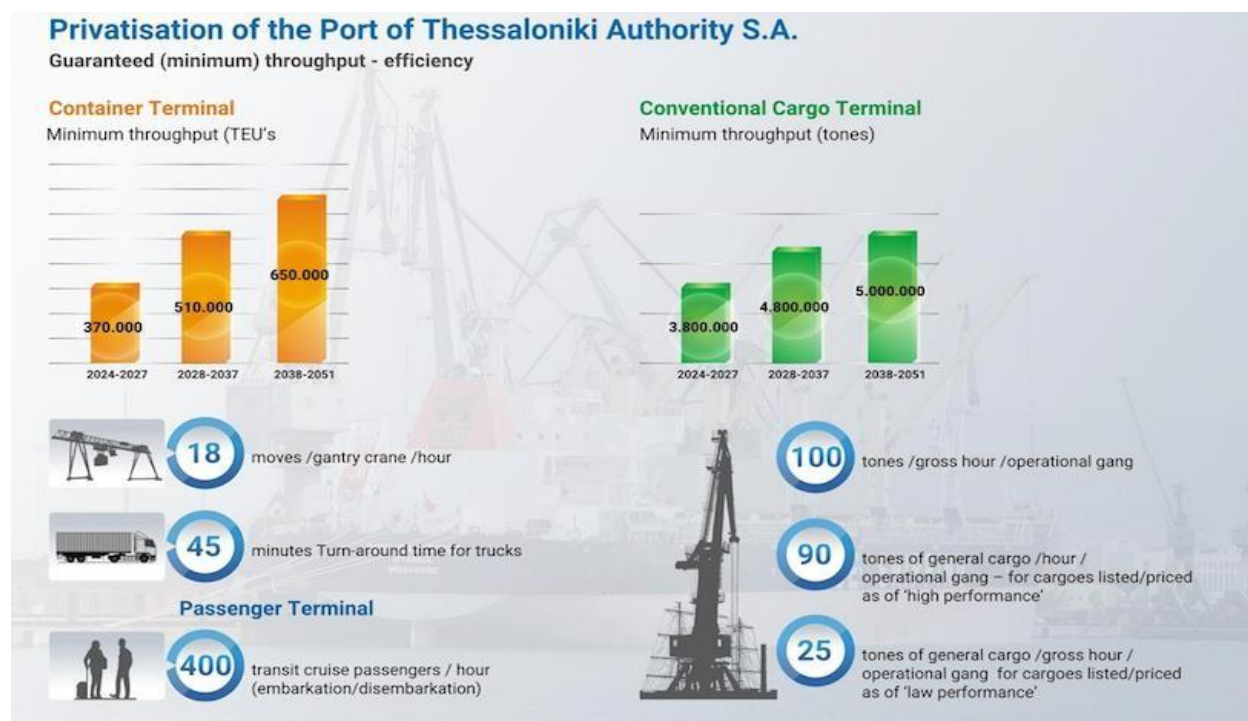 Privatisation of the Port of Thessaloniki Authority S.A.
Guaranteed (minimum) throughput - efficiency
Container Terminal
Minimum throughput (TEU's
370.000
510.000
650.000
2024-2027
2028-2037
2038-2051
18
moves /gantry crane /hour
45
minutes Turn-around time for trucks
Passenger Terminal
400
transit cruise passengers / hour
(embarkation/disembarkation)
Conventional Cargo Terminal
Minimum throughput (tones)
3.800.000
4.800.000
5.000.000
2024-2027
2028-2037
2038-2051
100
tones /gross hour /operational gang
90
tones of general cargo /hour /
operational gang – for cargoes listed/priced
as of ‘high performance’
25
tones of general cargo /gross hour /
operational gang for cargoes listed/priced
as of ‘law performance’